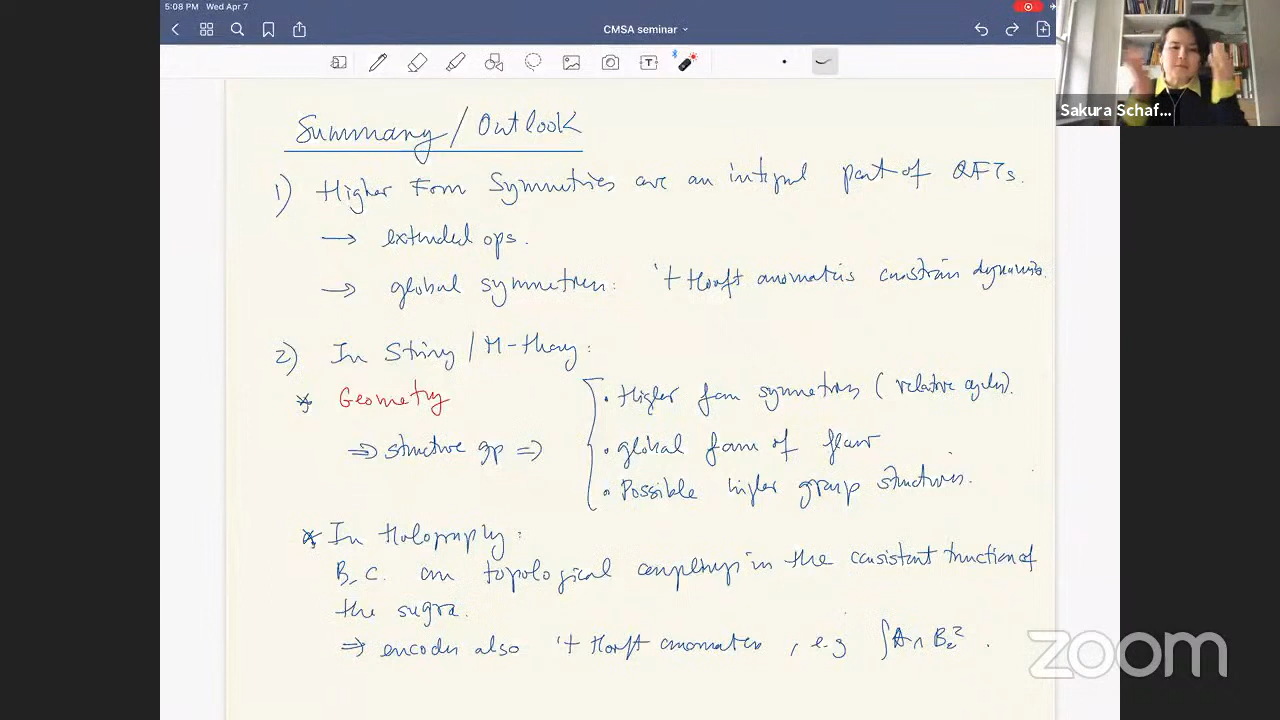 5:08 PM Wed Apr 7
CMSA seminar
Sakura Schaf...
Summary / Outlook
1) Higher Form Symmetries are an integral part of QFTs.
→ extended ops.
→ global symmetries: 't Hooft anomalies constrain dynamics.
2) In String / M-theory:
* Geometry
⇒ structure gp ⇒
• Higher form symmetries (relative cycles).
• global form of flavor
• Possible higher group structures.
* In Holography:
B.C. on topological couplings in the consistent truncation of
the sugra.
⇒ encodes also 't Hooft anomalies, e.g ∫A∧B₂².
zoom